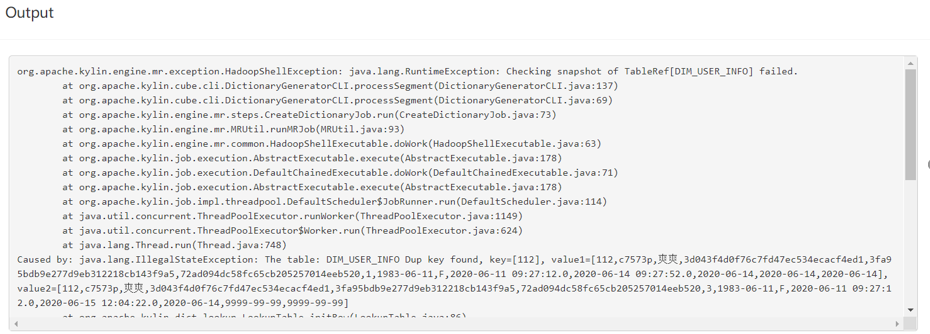 Output
org.apache.kylin.engine.mr.exception.HadoopShellException: java.lang.RuntimeException: Checking snapshot of TableRef[DIM_USER_INFO] failed.
at org.apache.kylin.cube.cli.DictionaryGeneratorCLI.processSegment(DictionaryGeneratorCLI.java:137)
at org.apache.kylin.cube.cli.DictionaryGeneratorCLI.processSegment(DictionaryGeneratorCLI.java:69)
at org.apache.kylin.engine.mr.steps.CreateDictionaryJob.run(CreateDictionaryJob.java:73)
at org.apache.kylin.engine.mr.MRUtil.runMRJob(MRUtil.java:93)
at org.apache.kylin.engine.mr.common.HadoopShellExecutable.doWork(HadoopShellExecutable.java:63)
at org.apache.kylin.job.execution.AbstractExecutable.execute(AbstractExecutable.java:178)
at org.apache.kylin.job.execution.DefaultChainedExecutable.doWork(DefaultChainedExecutable.java:71)
at org.apache.kylin.job.execution.AbstractExecutable.execute(AbstractExecutable.java:178)
at org.apache.kylin.job.impl.threadpool.DefaultScheduler$JobRunner.run(DefaultScheduler.java:114)
at java.util.concurrent.ThreadPoolExecutor.runWorker(ThreadPoolExecutor.java:1149)
at java.util.concurrent.ThreadPoolExecutor$Worker.run(ThreadPoolExecutor.java:624)
at java.lang.Thread.run(Thread.java:748)
Caused by: java.lang.IllegalStateException: The table: DIM_USER_INFO Dup key found, key=[112], value1=[112,c7573p,爽爽,3d043f4d0f76c7fd47ec534ecacf4ed1,3fa9
5bdb9e277d9eb312218cb143f9a5,72ad094dc58fc65cb205257014eeb520,1,1983-06-11,F,2020-06-11 09:27:12.0,2020-06-14 09:27:52.0,2020-06-14,2020-06-14,2020-06-14],
value2=[112,c7573p,爽爽,3d043f4d0f76c7fd47ec534ecacf4ed1,3fa95bdb9e277d9eb312218cb143f9a5,72ad094dc58fc65cb205257014eeb520,3,1983-06-11,F,2020-06-11 09:27:1
2.0,2020-06-15 12:04:22.0,2020-06-14,9999-99-99,9999-99-99]
at org.apache.kylin.dict.lookup.LookupTable.initRow(LookupTable.java:86)